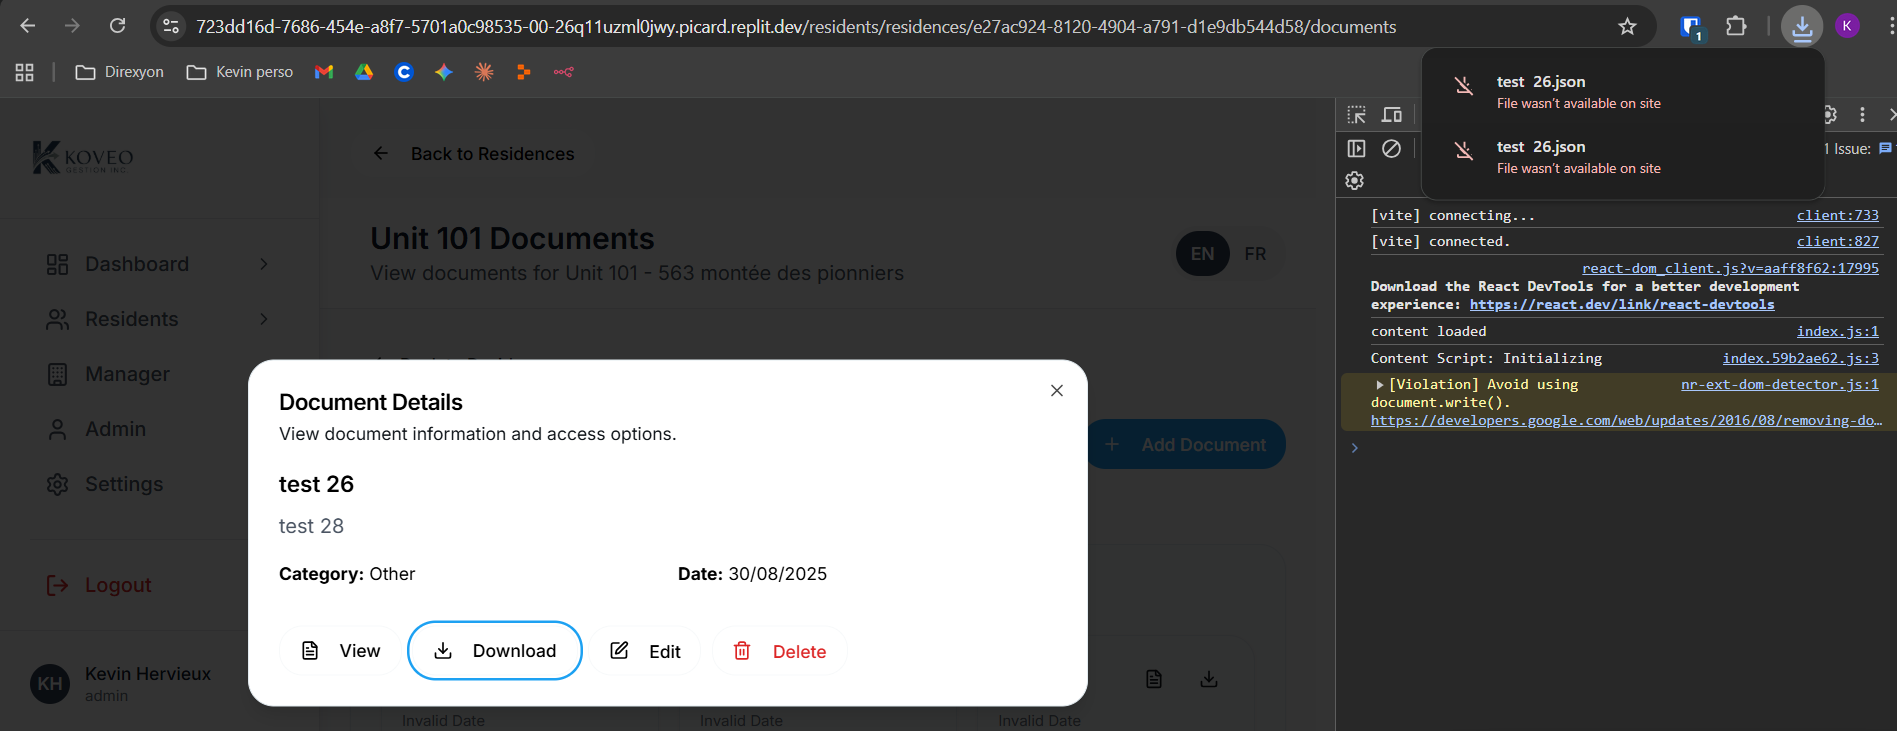 723dd16d-7686-454e-a8f7-5701a0c98535-00-26q11uzml0jwy.picard.replit.dev/residents/residences/e27ac924-8120-4904-a791-d1e9db544d58/documents
1
K
Direxyon
Kevin perso
test 26.json
File wasn't available on site
test 26.json
File wasn't available on site
KOVEO
GESTION INC
Back to Residences
Unit 101 Documents
View documents for Unit 101 - 563 montée des pionniers
EN FR
Dashboard
Residents
Manager
Admin
Settings
Logout
KH
Kevin Hervieux
admin
Add Document
Document Details
View document information and access options.
test 26
test 28
Category: Other
Date: 30/08/2025
View
Download
Edit
Delete
Invalid Date
Invalid Date
Invalid Date
1 Issue:
[vite] connecting... client:733
[vite] connected. client:827
react-dom_client.js?v=aaff8f62:17995
Download the React DevTools for a better development
experience: https://react.dev/link/react-devtools
content loaded index.js:1
Content Script: Initializing index.59b2ae62.js:3
[Violation] Avoid using nr-ext-dom-detector.js:1
document.write().
https://developers.google.com/web/updates/2016/08/removing-do…